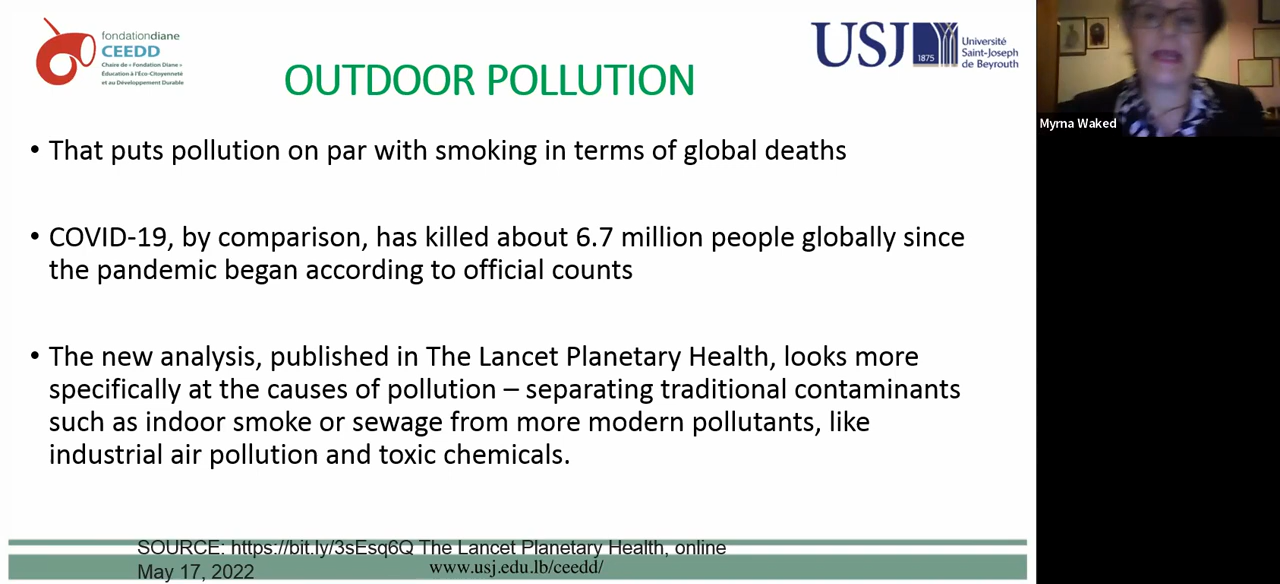 fondationdiane
CEEDD
Chaire de « Fondation Diane »
Éducation à l'Éco-Citoyenneté
et au Développement Durable
OUTDOOR POLLUTION
USJ
1875
Université
Saint-Joseph
de Beyrouth
Myrna Waked
• That puts pollution on par with smoking in terms of global deaths
• COVID-19, by comparison, has killed about 6.7 million people globally since
the pandemic began according to official counts
• The new analysis, published in The Lancet Planetary Health, looks more
specifically at the causes of pollution – separating traditional contaminants
such as indoor smoke or sewage from more modern pollutants, like
industrial air pollution and toxic chemicals.
SOURCE: https://bit.ly/3sEsq6Q The Lancet Planetary Health, online
May 17, 2022
www.usj.edu.lb/ceedd/